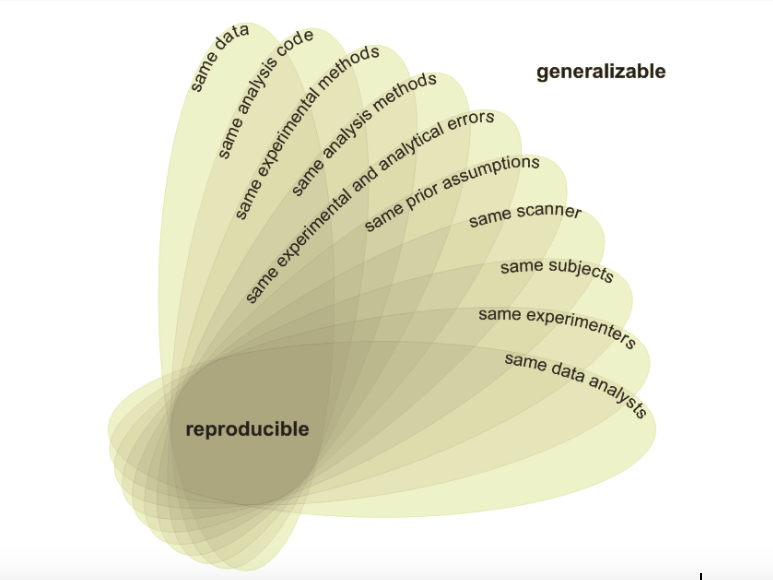 same data
same analysis code
same experimental methods
same analysis methods
same experimental and analytical errors
same prior assumptions
same scanner
same subjects
same experimenters
same data analysts
generalizable
reproducible